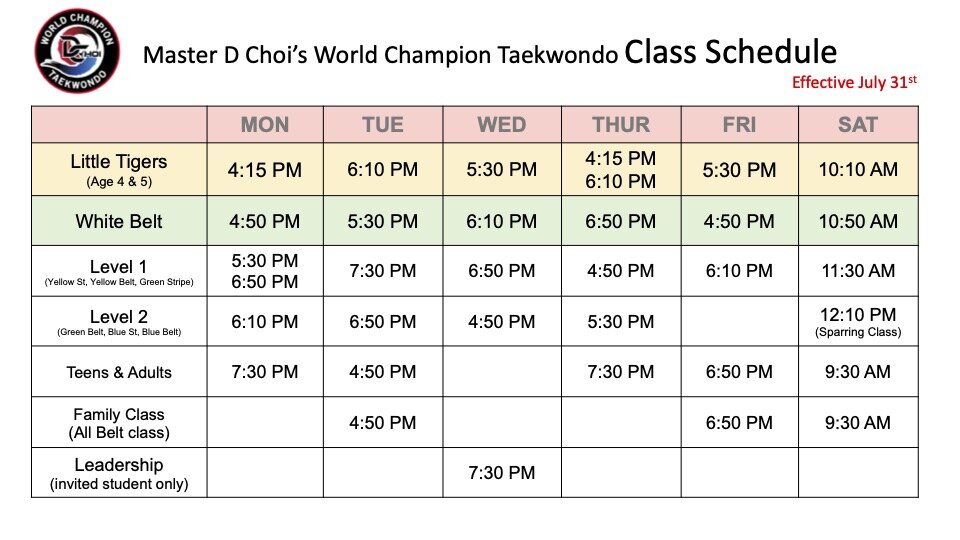 WORLD CHAMPION
D CHOI
TAEKWONDO
Master D Choi’s World Champion Taekwondo Class Schedule
Effective July 31st
MON TUE WED THUR FRI SAT
Little Tigers
(Age 4 & 5)
4:15 PM 6:10 PM 5:30 PM 4:15 PM
6:10 PM
5:30 PM 10:10 AM
White Belt 4:50 PM 5:30 PM 6:10 PM 6:50 PM 4:50 PM 10:50 AM
Level 1
(Yellow St, Yellow Belt, Green Stripe)
5:30 PM
6:50 PM
7:30 PM 6:50 PM 4:50 PM 6:10 PM 11:30 AM
Level 2
(Green Belt, Blue St, Blue Belt)
6:10 PM 6:50 PM 4:50 PM 5:30 PM 12:10 PM
(Sparring Class)
Teens & Adults 7:30 PM 4:50 PM 7:30 PM 6:50 PM 9:30 AM
Family Class
(All Belt class)
4:50 PM 6:50 PM 9:30 AM
Leadership
(invited student only)
7:30 PM